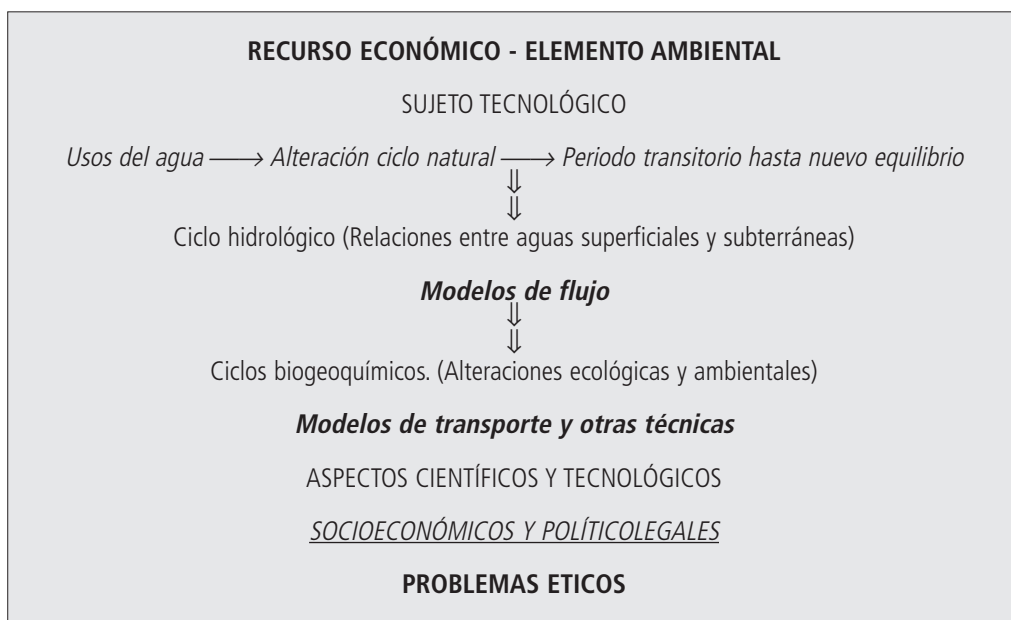 RECURSO ECONÓMICO - ELEMENTO AMBIENTAL
SUJETO TECNOLÓGICO
Usos del agua ⟶ Alteración ciclo natural ⟶ Periodo transitorio hasta nuevo equilibrio
⇓
⇓
Ciclo hidrológico (Relaciones entre aguas superficiales y subterráneas)
Modelos de flujo
⇓
⇓
Ciclos biogeoquímicos. (Alteraciones ecológicas y ambientales)
Modelos de transporte y otras técnicas
ASPECTOS CIENTÍFICOS Y TECNOLÓGICOS
SOCIOECONÓMICOS Y POLÍTICOLEGALES
PROBLEMAS ETICOS